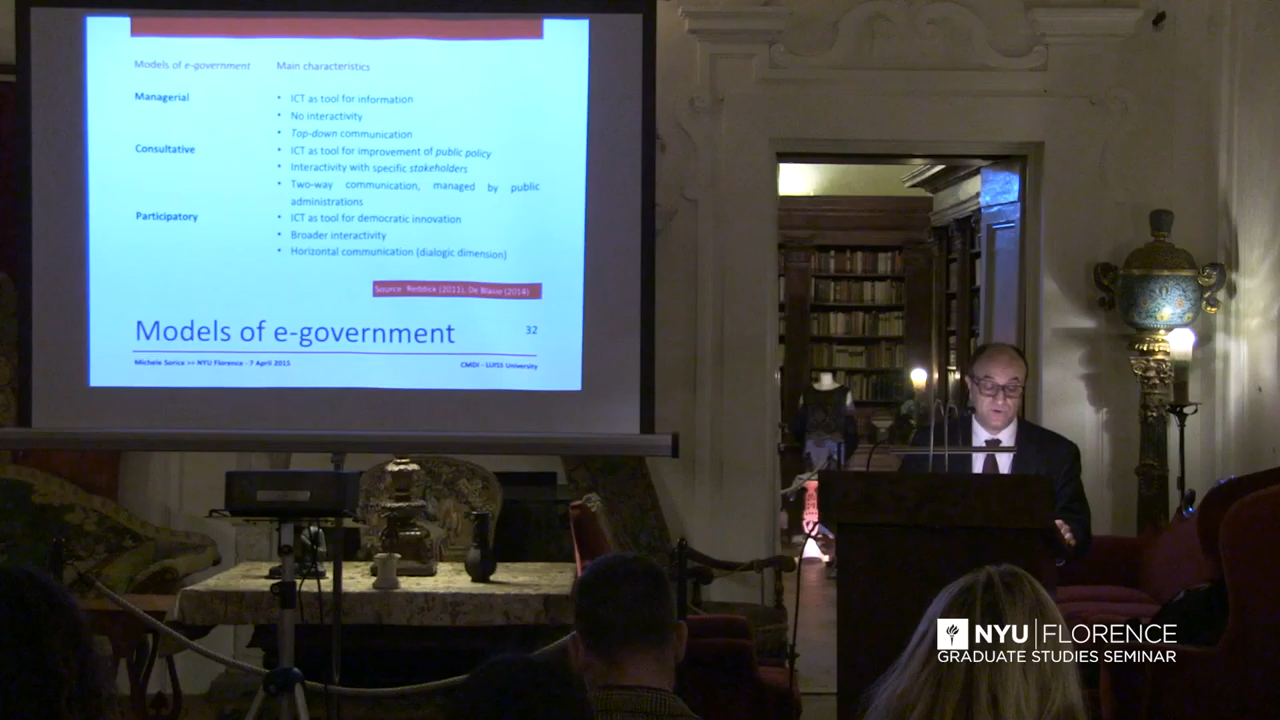 Models of e-government Main characteristics
Managerial • ICT as tool for information
• No interactivity
• Top-down communication
Consultative • ICT as tool for improvement of public policy
• Interactivity with specific stakeholders
• Two-way communication, managed by public
administrations
Participatory • ICT as tool for democratic innovation
• Broader interactivity
• Horizontal communication (dialogic dimension)
Source: Reddick (2011), De Blasio (2014)
Models of e-government 32
Michele Sorice >> NYU Florence - 7 April 2015 CMDI - LUISS University
NYU FLORENCE
GRADUATE STUDIES SEMINAR